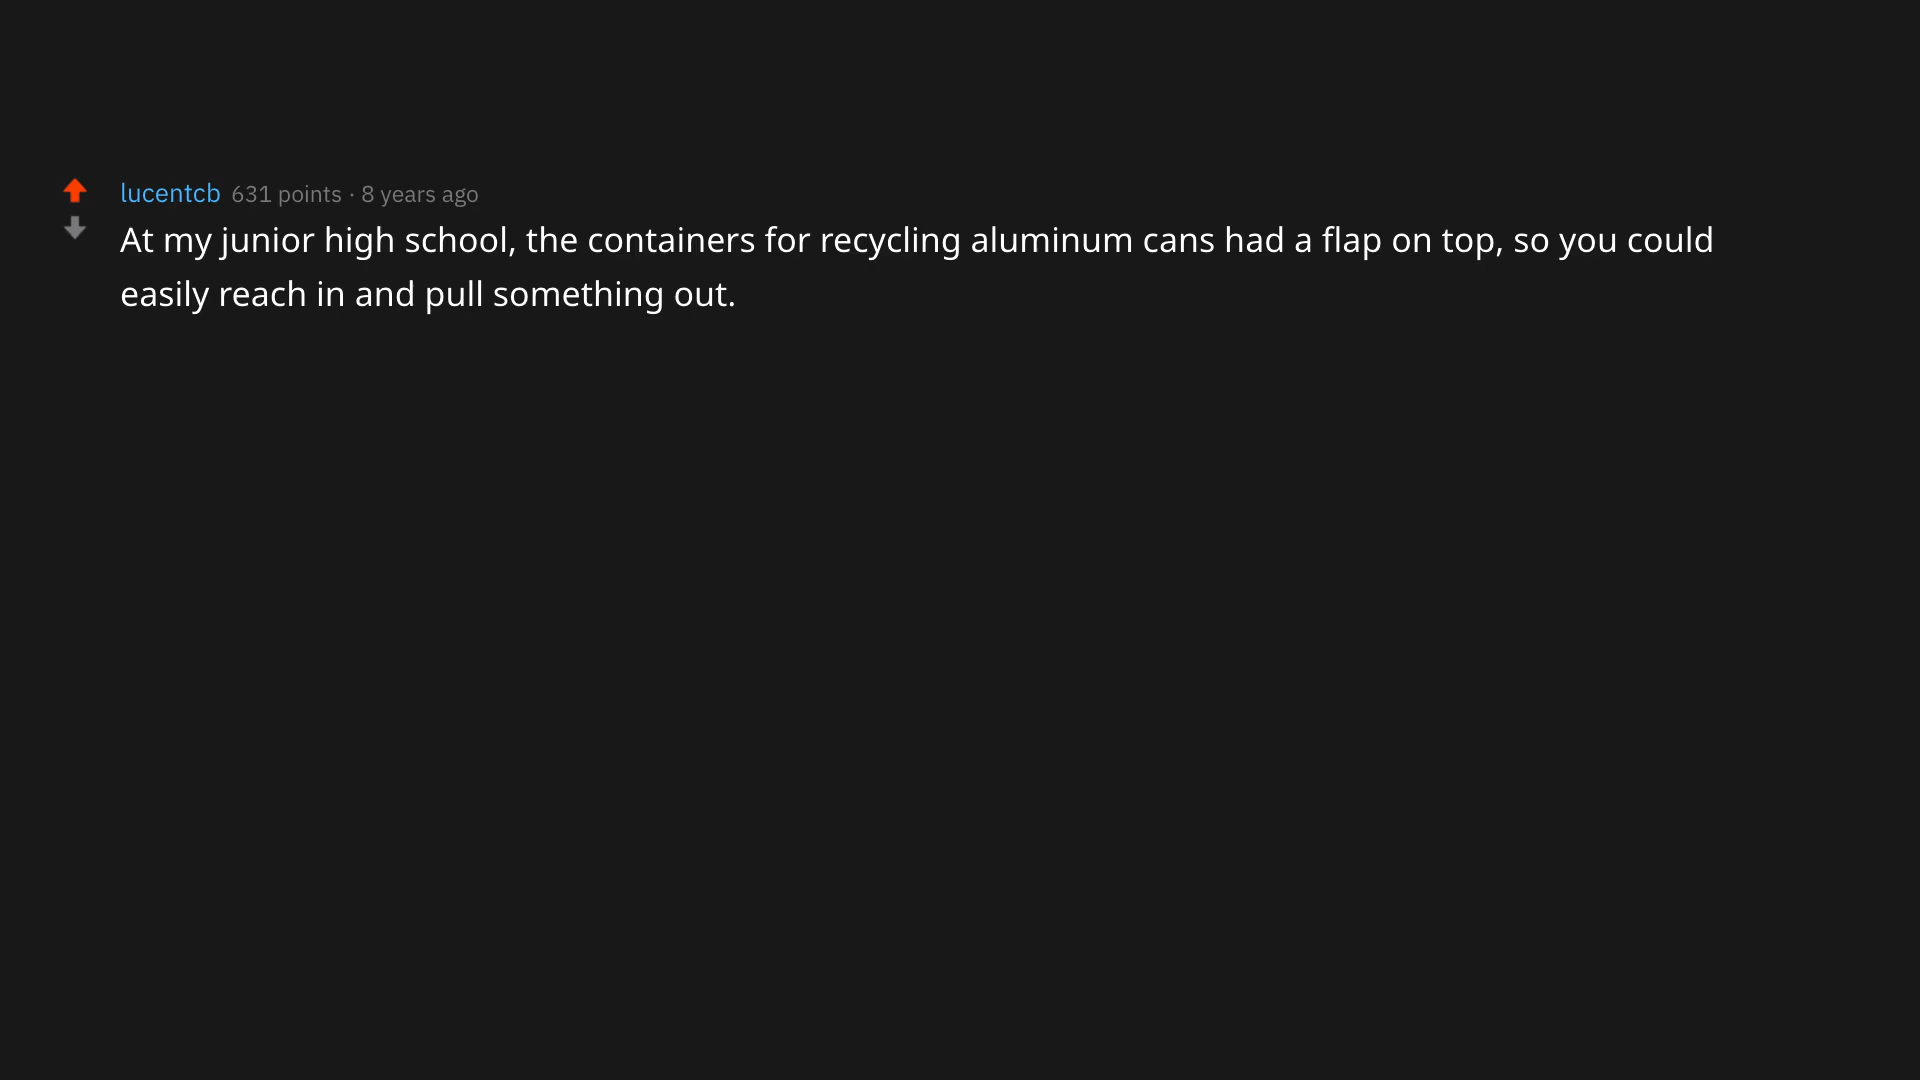 lucentcb 631 points · 8 years ago
At my junior high school, the containers for recycling aluminum cans had a flap on top, so you could
easily reach in and pull something out.